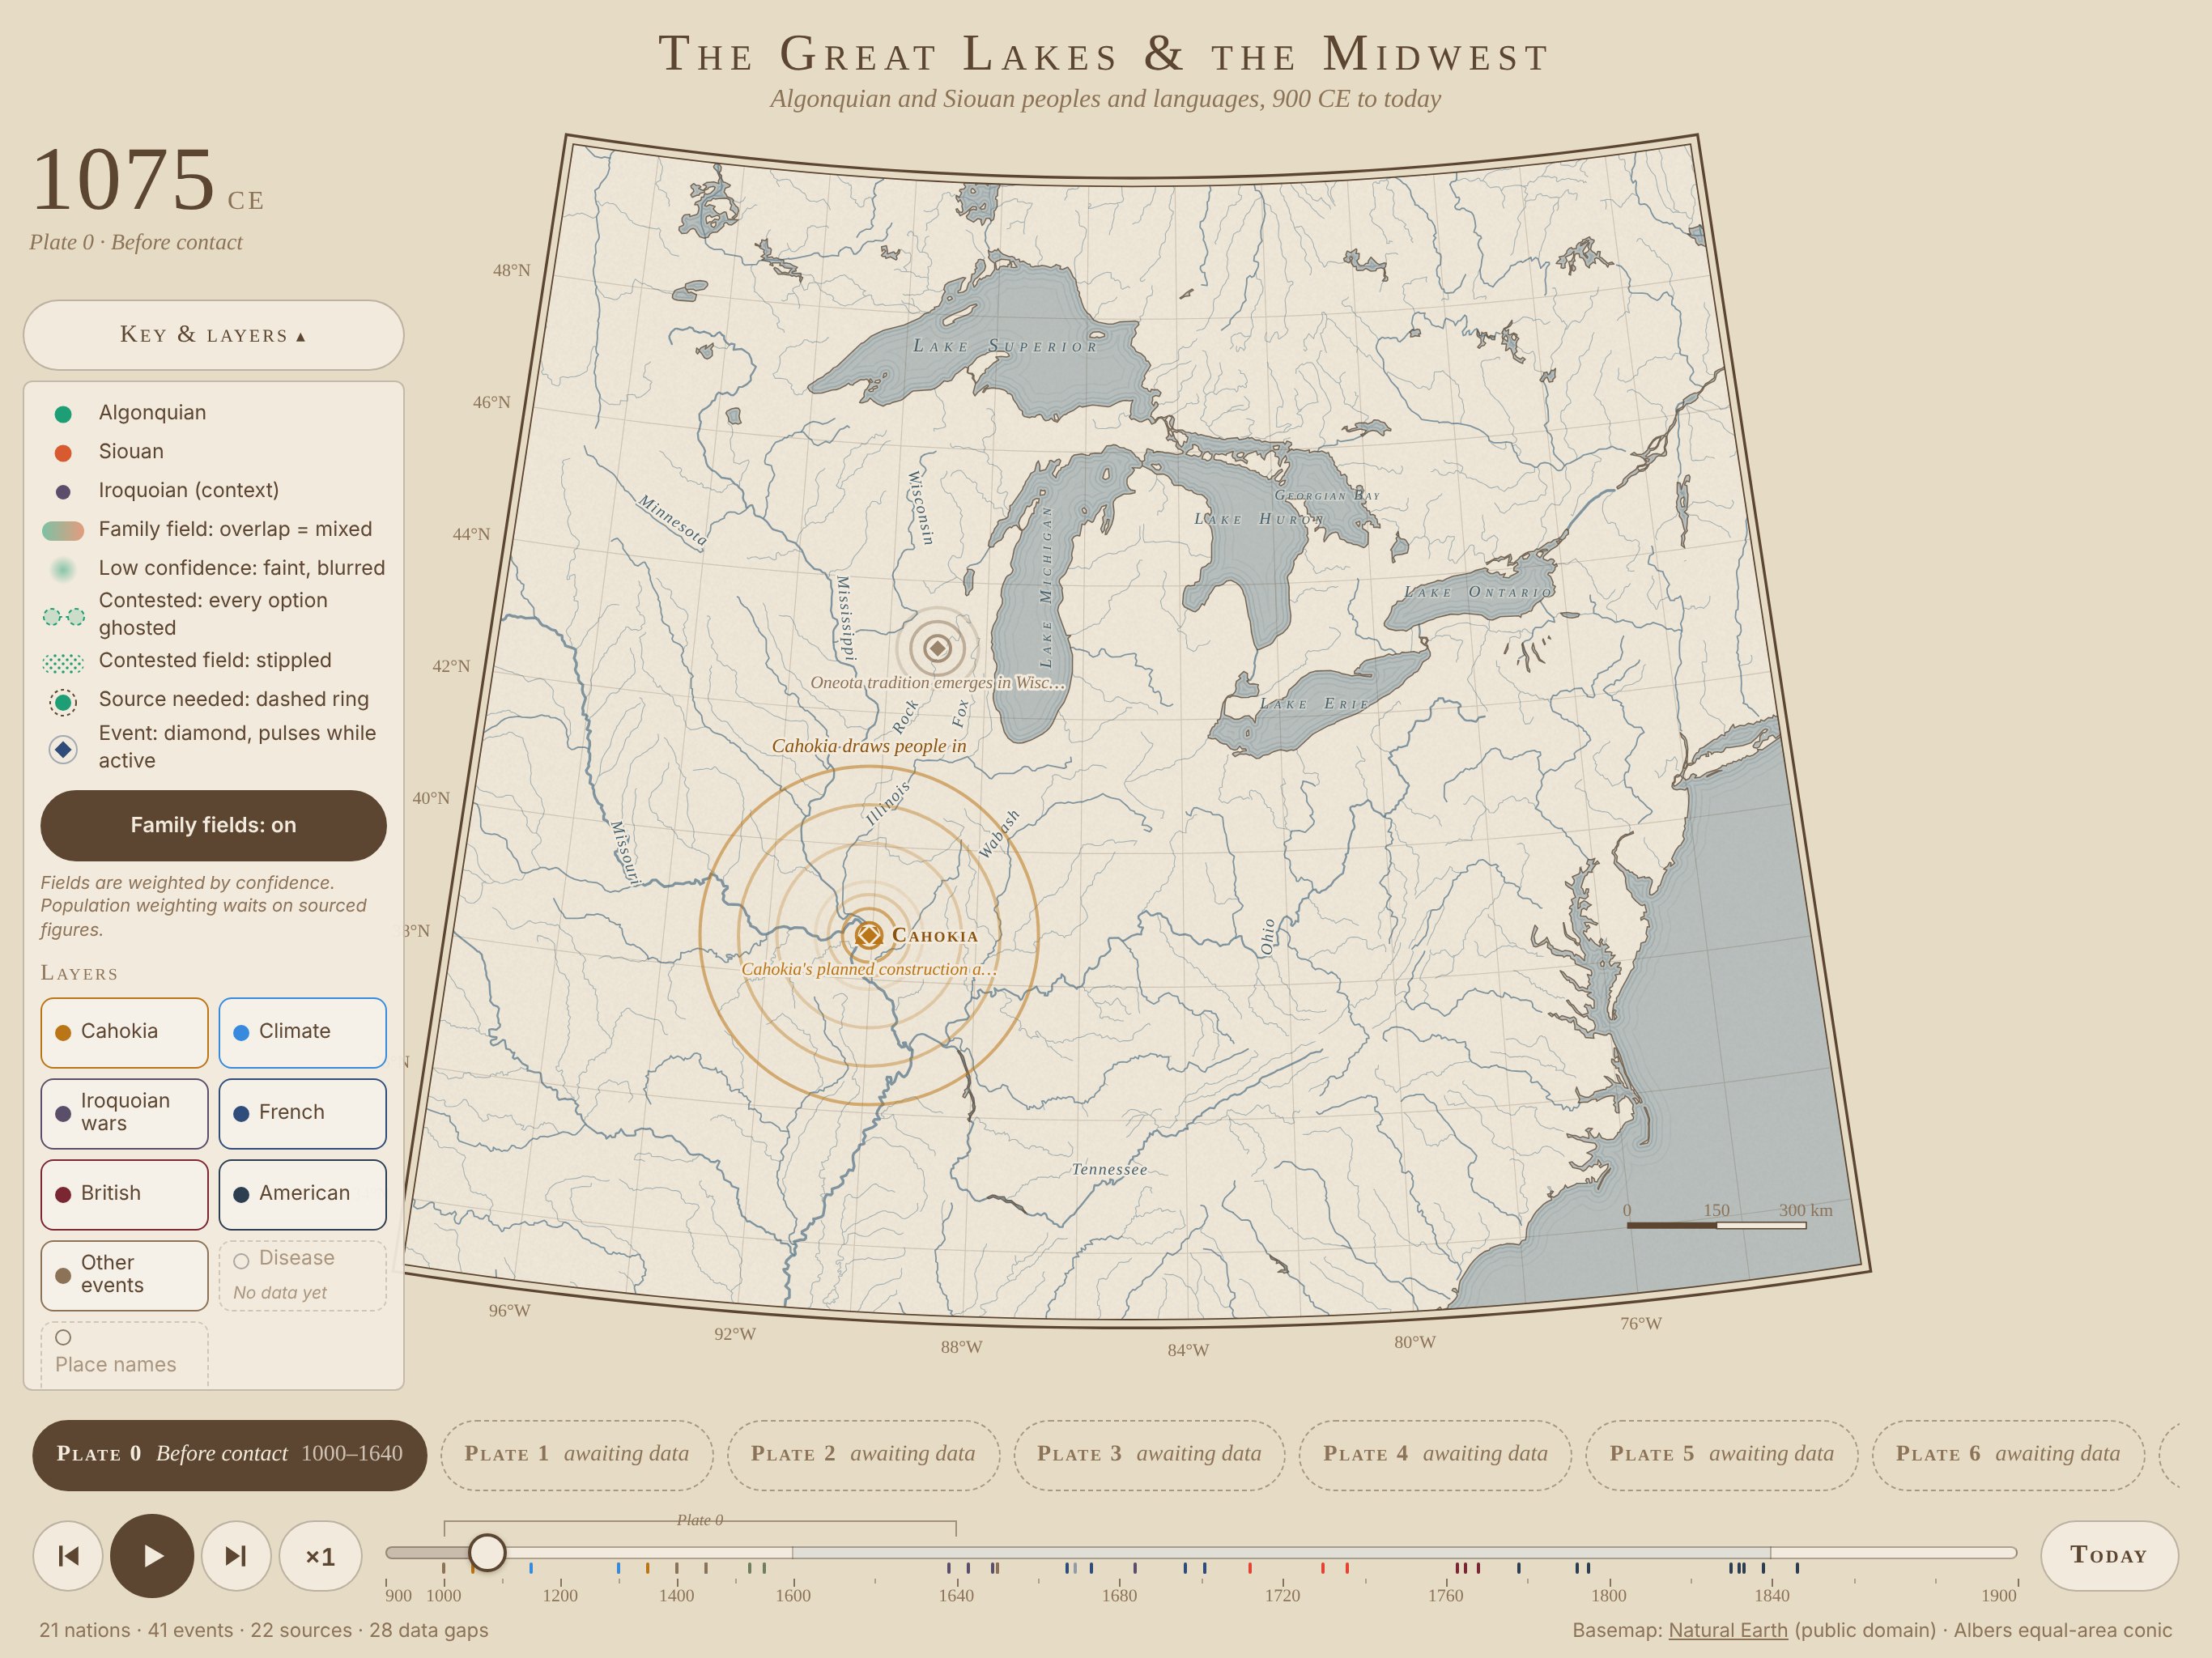 The Great Lakes & the Midwest
Algonquian and Siouan peoples and languages, 900 CE to today
1075 CE
Plate 0 · Before contact
Key & layers ▴
Algonquian
Siouan
Iroquoian (context)
Family field: overlap = mixed
Low confidence: faint, blurred
Contested: every option
ghosted
Contested field: stippled
Source needed: dashed ring
Event: diamond, pulses while
active
Family fields: on
Fields are weighted by confidence.
Population weighting waits on sourced
figures.
Layers
Cahokia
Climate
Iroquoian
wars
French
British
American
Other
events
Disease
No data yet
Place names
48°N
46°N
44°N
42°N
40°N
8°N
N
96°W
92°W
88°W
84°W
80°W
76°W
Lake Superior
Georgian Bay
Lake Huron
Lake Michigan
Lake Ontario
Lake Erie
Minnesota
Wisconsin
Mississippi
Oneota tradition emerges in Wisc…
Rock
Fox
Cahokia draws people in
Illinois
Wabash
Missouri
Cahokia
Cahokia's planned construction a…
Ohio
Tennessee
0 150 300 km
Plate 0 Before contact 1000–1640
Plate 1 awaiting data
Plate 2 awaiting data
Plate 3 awaiting data
Plate 4 awaiting data
Plate 5 awaiting data
Plate 6 awaiting data
Plate 0
×1
Today
900 1000 1200 1400 1600 1640 1680 1720 1760 1800 1840 1900
21 nations · 41 events · 22 sources · 28 data gaps
Basemap: Natural Earth (public domain) · Albers equal-area conic